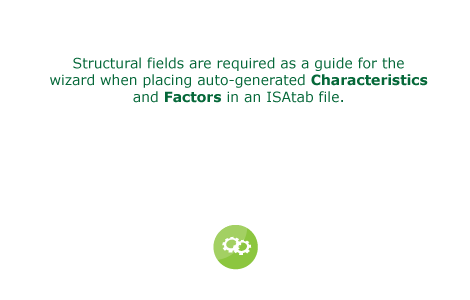 Structural fields are required as a guide for the
wizard when placing auto-generated Characteristics
and Factors in an ISAtab file.